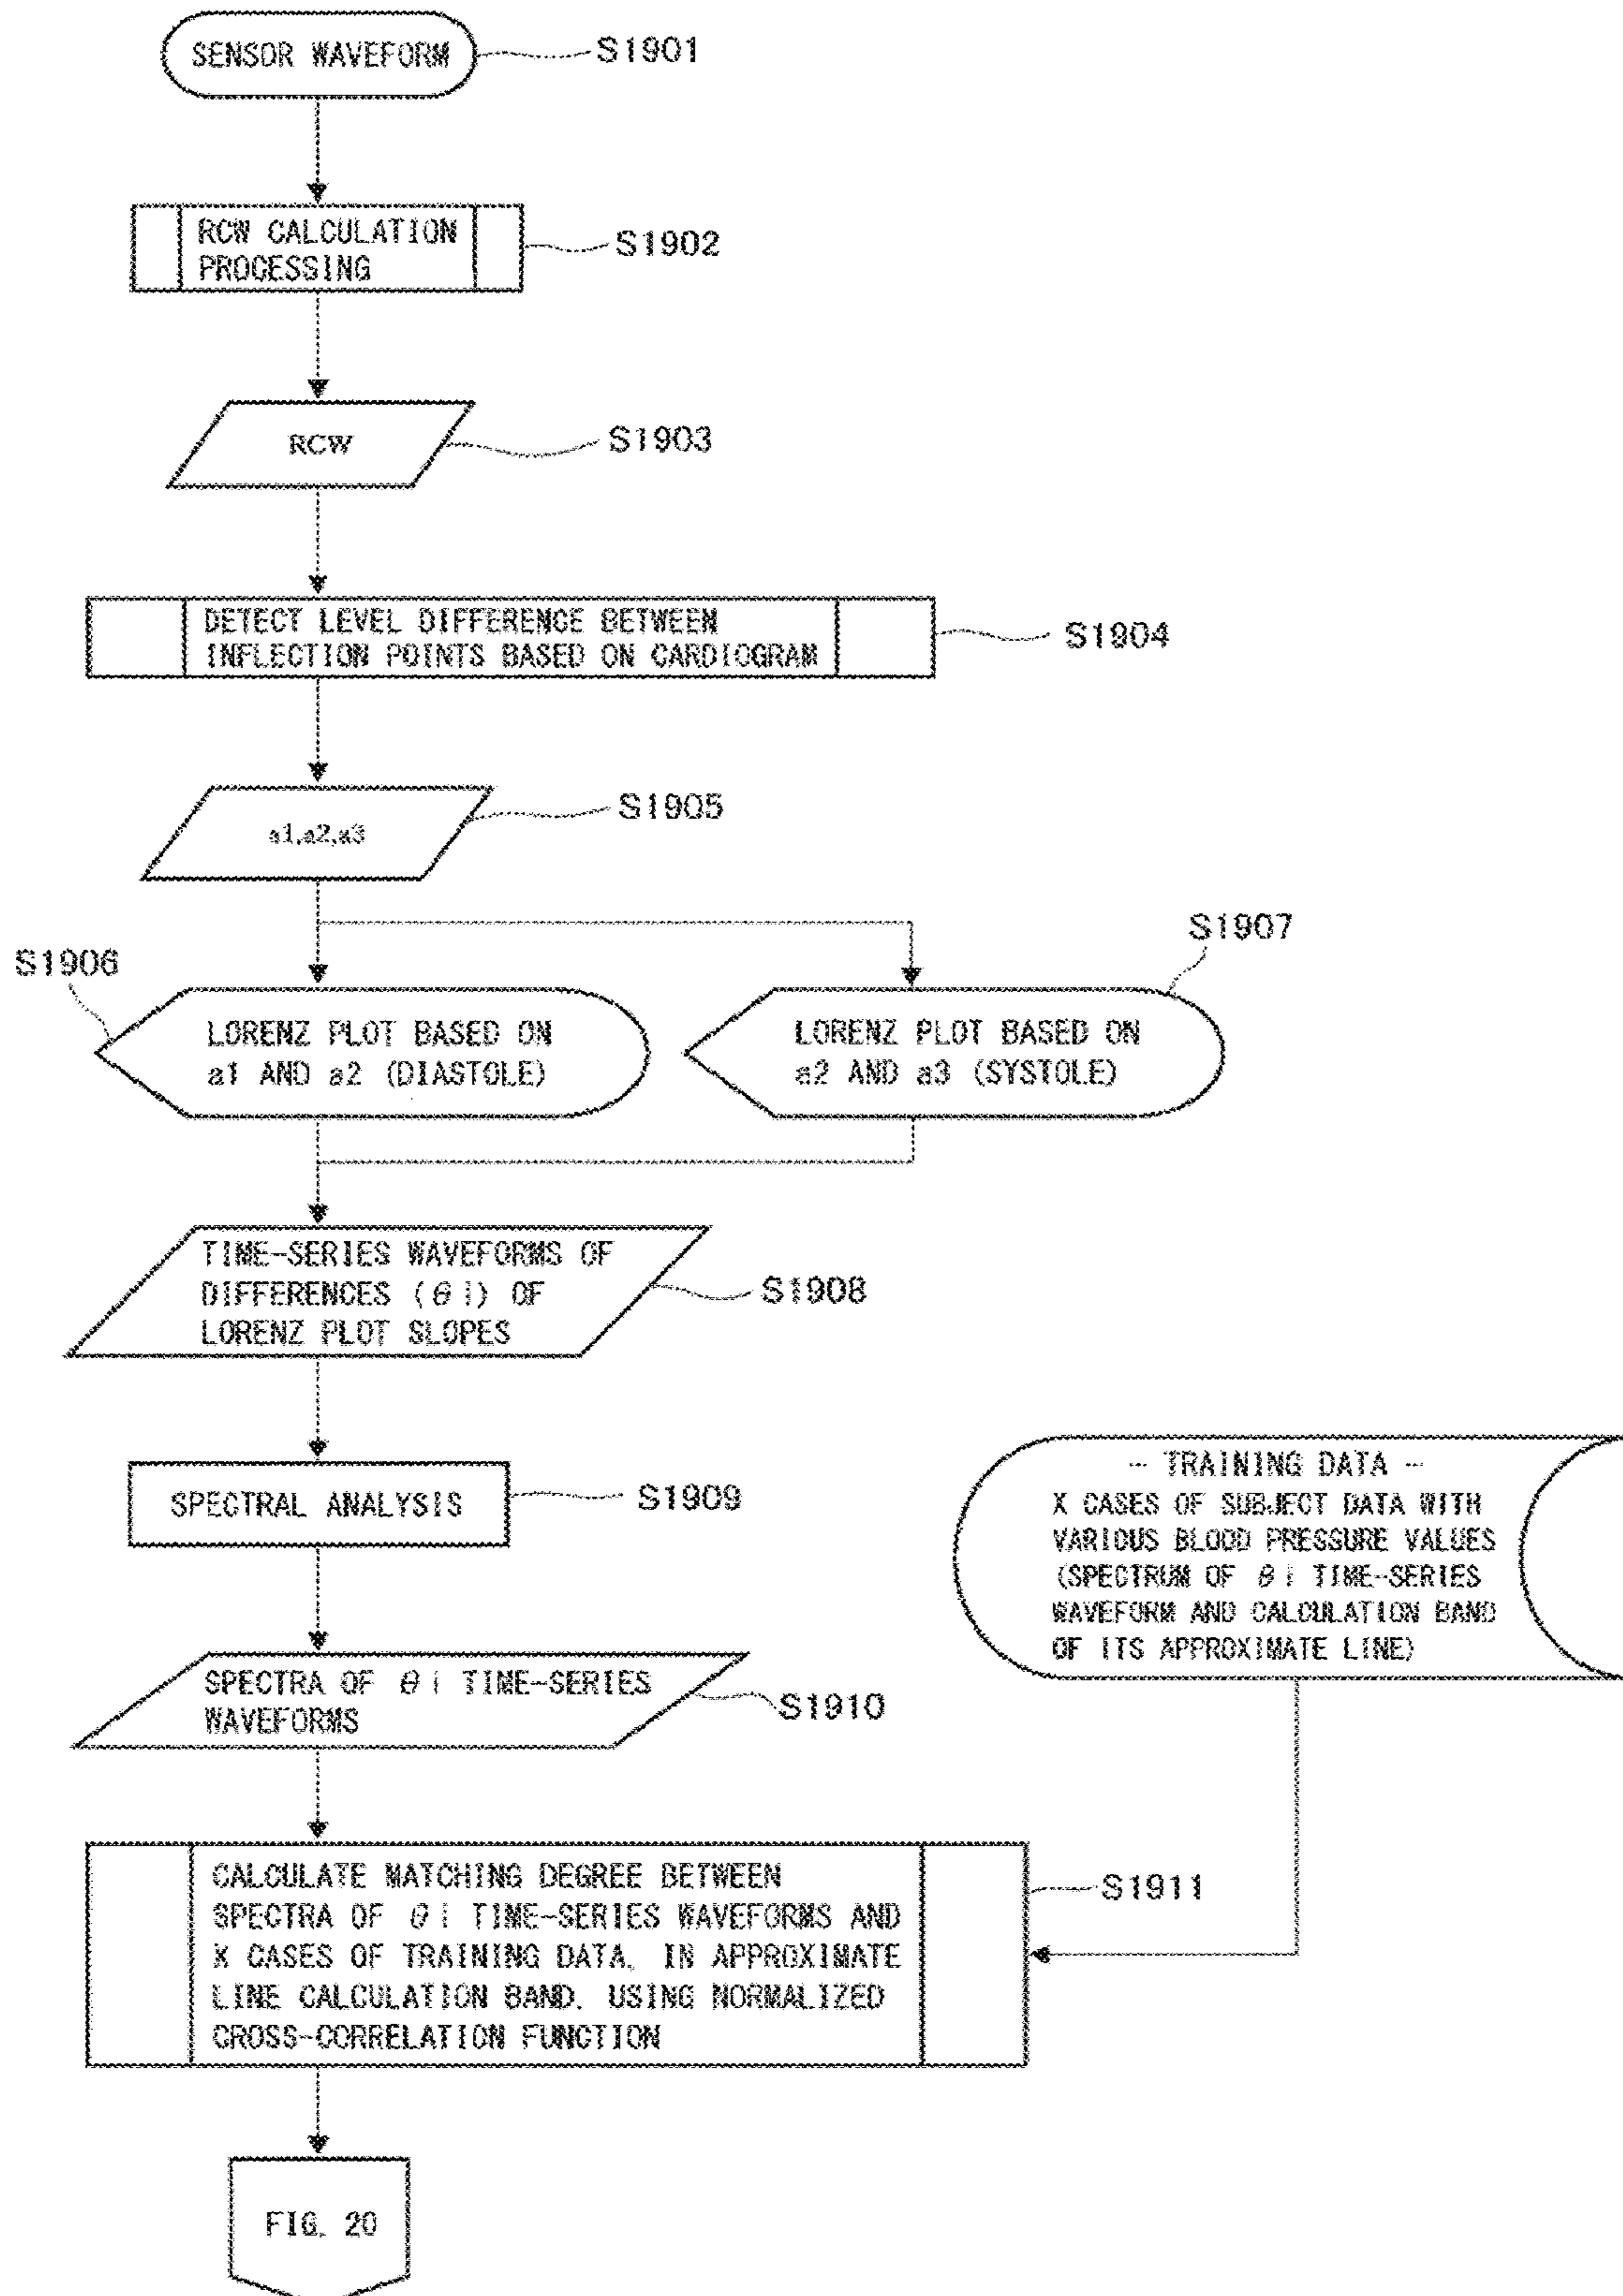 SENSOR WAVEFORM
S1901
RCW CALCULATION
PROCESSING
S1902
RCW
S1903
DETECT LEVEL DIFFERENCE BETWEEN
INFLECTION POINTS BASED ON CARDIOGRAM
S1904
a1,a2,a3
S1905
S1906
LORENZ PLOT BASED ON
a1 AND a2 (DIASTOLE)
S1907
LORENZ PLOT BASED ON
a2 AND a3 (SYSTOLE)
TIME-SERIES WAVEFORMS OF
DIFFERENCES (θi) OF
LORENZ PLOT SLOPES
S1908
SPECTRAL ANALYSIS
S1909
- TRAINING DATA -
X CASES OF SUBJECT DATA WITH
VARIOUS BLOOD PRESSURE VALUES
(SPECTRUM OF θi TIME-SERIES
WAVEFORM AND CALCULATION BAND
OF ITS APPROXIMATE LINE)
SPECTRA OF θi TIME-SERIES
WAVEFORMS
S1910
CALCULATE MATCHING DEGREE BETWEEN
SPECTRA OF θi TIME-SERIES WAVEFORMS AND
X CASES OF TRAINING DATA, IN APPROXIMATE
LINE CALCULATION BAND, USING NORMALIZED
CROSS-CORRELATION FUNCTION
S1911
FIG. 20